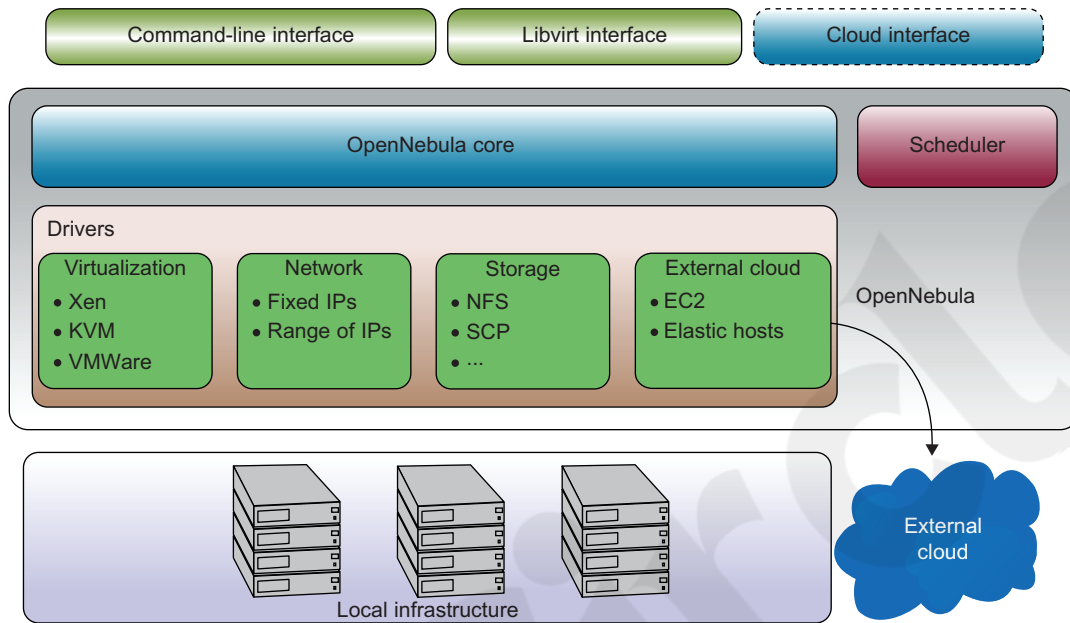 Command-line interface
Libvirt interface
Cloud interface
OpenNebula core
Scheduler
Drivers
Virtualization
• Xen
• KVM
• VMWare
Network
• Fixed IPs
• Range of IPs
Storage
• NFS
• SCP
• ...
External cloud
• EC2
• Elastic hosts
OpenNebula
Local infrastructure
External
cloud